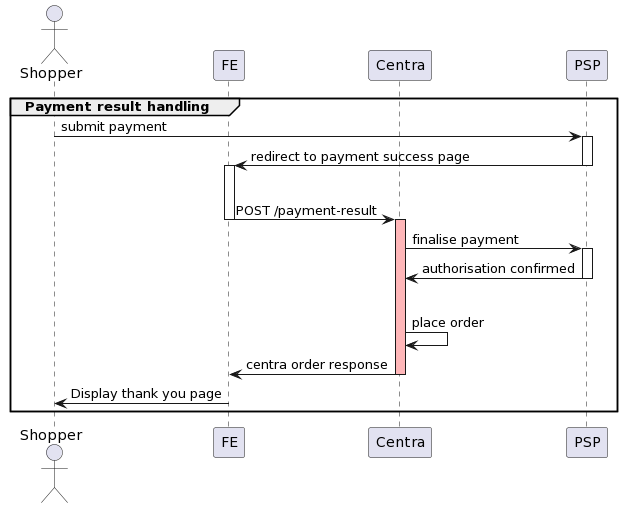 Shopper
FE
Centra
PSP
Payment result handling
submit payment
redirect to payment success page
POST /payment-result
finalise payment
authorisation confirmed
place order
centra order response
Display thank you page
Shopper
FE
Centra
PSP